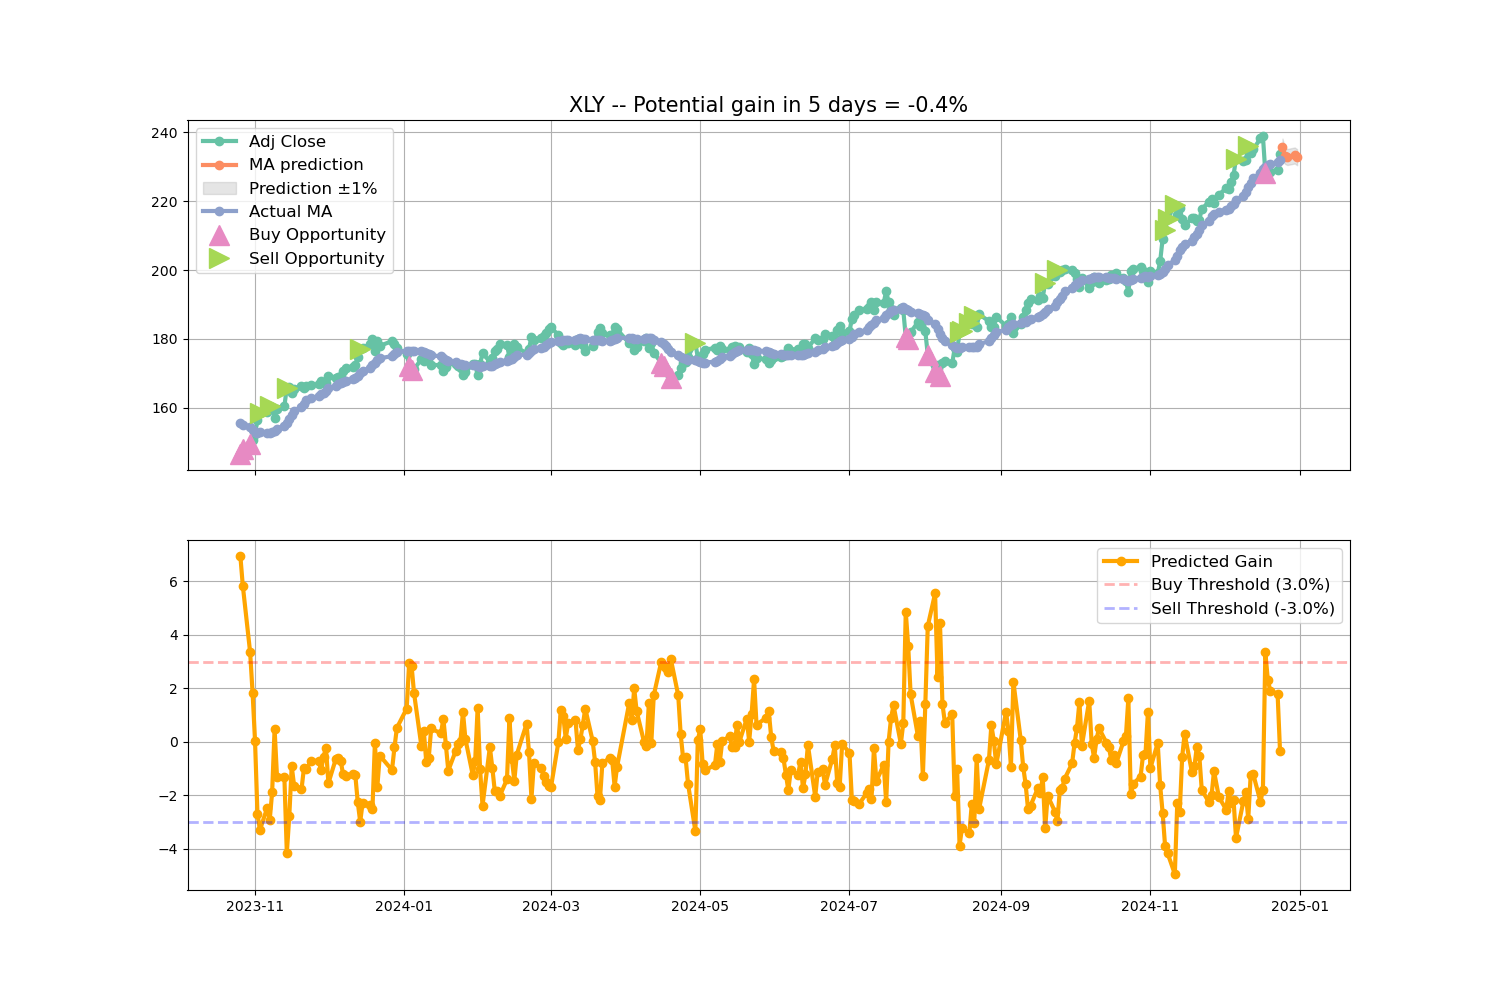 XLY -- Potential gain in 5 days = -0.4%
240
220
200
180
160
Adj Close
MA prediction
Prediction ±1%
Actual MA
Buy Opportunity
Sell Opportunity
6
4
2
0
−2
−4
Predicted Gain
Buy Threshold (3.0%)
Sell Threshold (-3.0%)
2023-11
2024-01
2024-03
2024-05
2024-07
2024-09
2024-11
2025-01